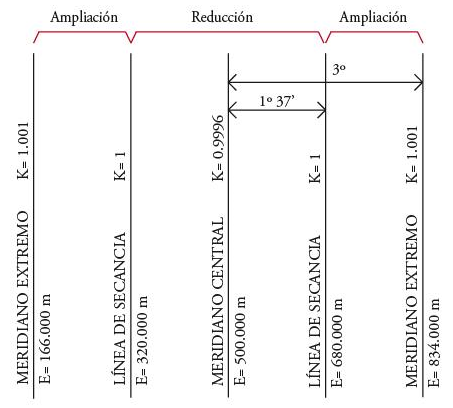 Ampliación
Reducción
Ampliación
3º
1º 37’
MERIDIANO EXTREMO K= 1.001
E= 166.000 m
LÍNEA DE SECANCIA K= 1
E= 320.000 m
MERIDIANO CENTRAL K= 0.9996
E= 500.000 m
LÍNEA DE SECANCIA K= 1
E= 680.000 m
MERIDIANO EXTREMO K= 1.001
E= 834.000 m